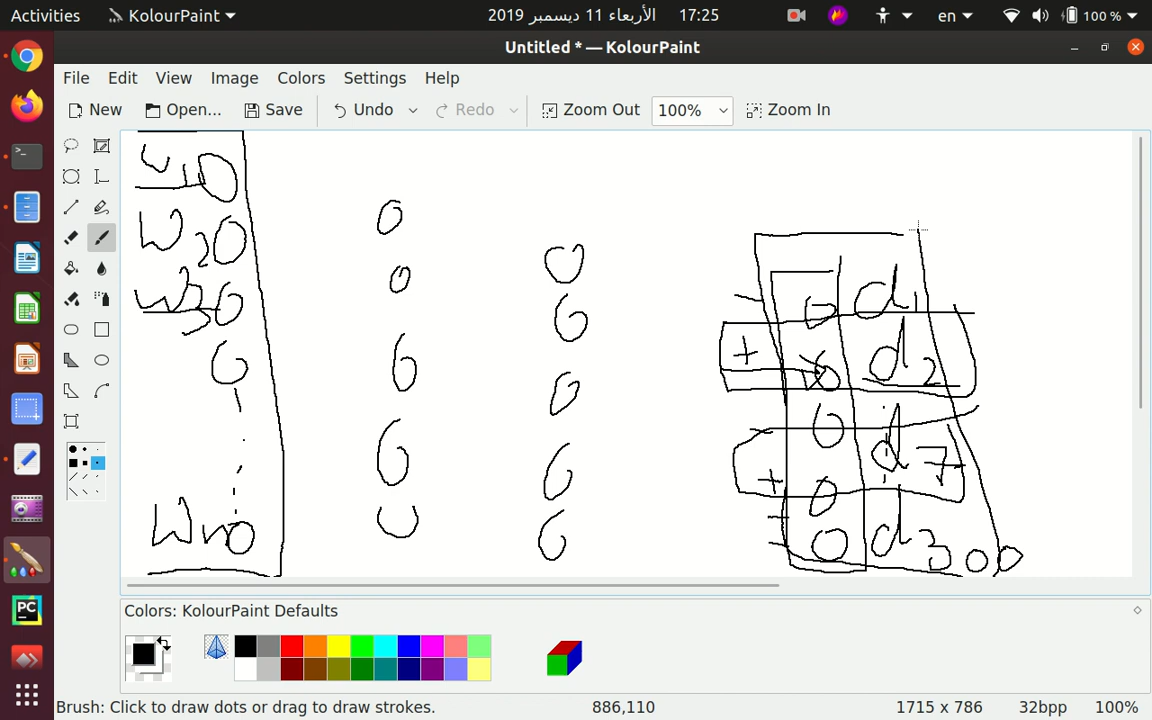 Activities KolourPaint الأربعاء 11 ديسمبر 2019 17:25 en 100 %
Untitled * — KolourPaint
File Edit View Image Colors Settings Help
New Open... Save Undo Redo Zoom Out 100% Zoom In
w1
w2
w3
wn
d1
+ d2
+ d7
d300
Colors: KolourPaint Defaults
Brush: Click to draw dots or drag to draw strokes. 886,110 1715 x 786 32bpp 100%